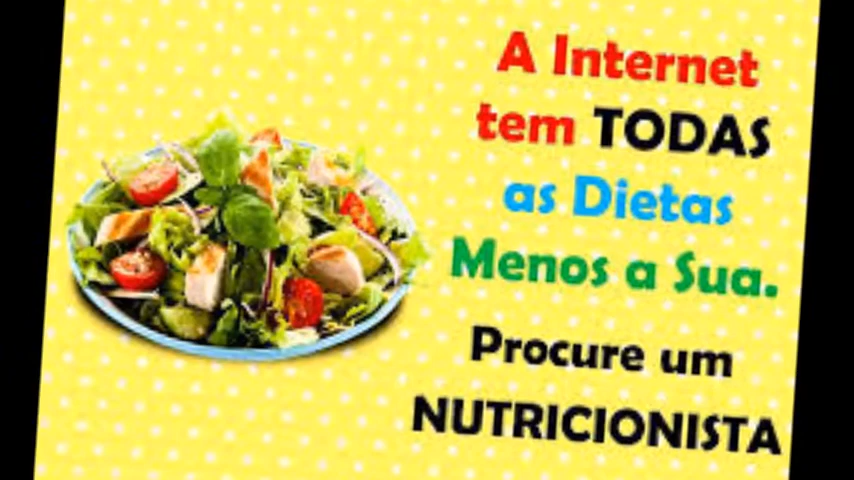 A Internet
tem TODAS
as Dietas
Menos a Sua.
Procure um
NUTRICIONISTA